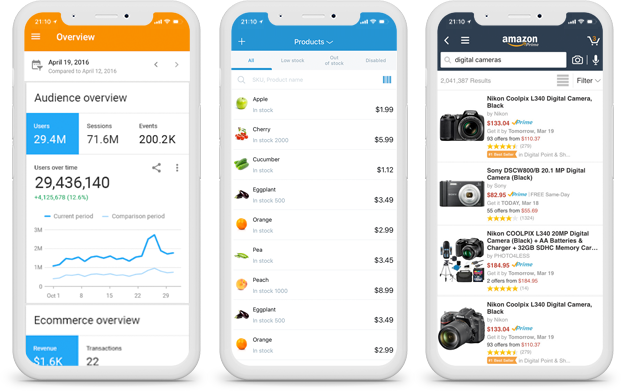 21:10
Overview
April 19, 2016
Compared to April 12, 2016
Audience overview
Users
Sessions
Events
29.4M
71.6M
200.2K
Users over time
29,436,140
+4,125,678 (12.6%)
Current period
Comparison period
3M
2M
1M
0
Oct 1
8
15
22
29
Ecommerce overview
Revenue
Transactions
$1.6K
22
21:10
Products
All
Low stock
Out of stock
Disabled
SKU, Product name
Apple
In stock
$1.99
Cherry
In stock 2000
$5.99
Cucumber
In stock
$1.12
Eggplant
In stock 500
$3.49
Orange
In stock
$2.99
Pea
In stock
$3.45
Peach
In stock 1000
$8.99
Eggplant
In stock 500
$3.49
Orange
In stock
$2.99
21:10
amazon
Prime
3
digital cameras
2,041,387 Results
Filter
Nikon Coolpix L340 Digital Camera,
Black
by Nikon
$133.04 Prime
Get it by Tomorrow, Mar 19
93 offers from $110.37
(279)
#1 Best Seller in Digital Point & Sh...
Sony DSCW800/B 20.1 MP Digital
Camera (Black)
by Sony
$82.95 Prime | FREE Same-Day
Get it TODAY, Mar 18
55 offers from $55.69
(1324)
Nikon COOLPIX L340 20MP Digital
Camera (Black) + AA Batteries &
Charger + 32GB SDHC Memory Car...
by PHOTO4LESS
$184.95 Prime
Get it by Tomorrow, Mar 19
2 offers from $184.95
(14)
Nikon Coolpix L340 Digital Camera,
Black
by Nikon
$133.04 Prime
Get it by Tomorrow, Mar 19
93 offers from $110.37
(279)
#1 Best Seller in Digital Point & Sh...